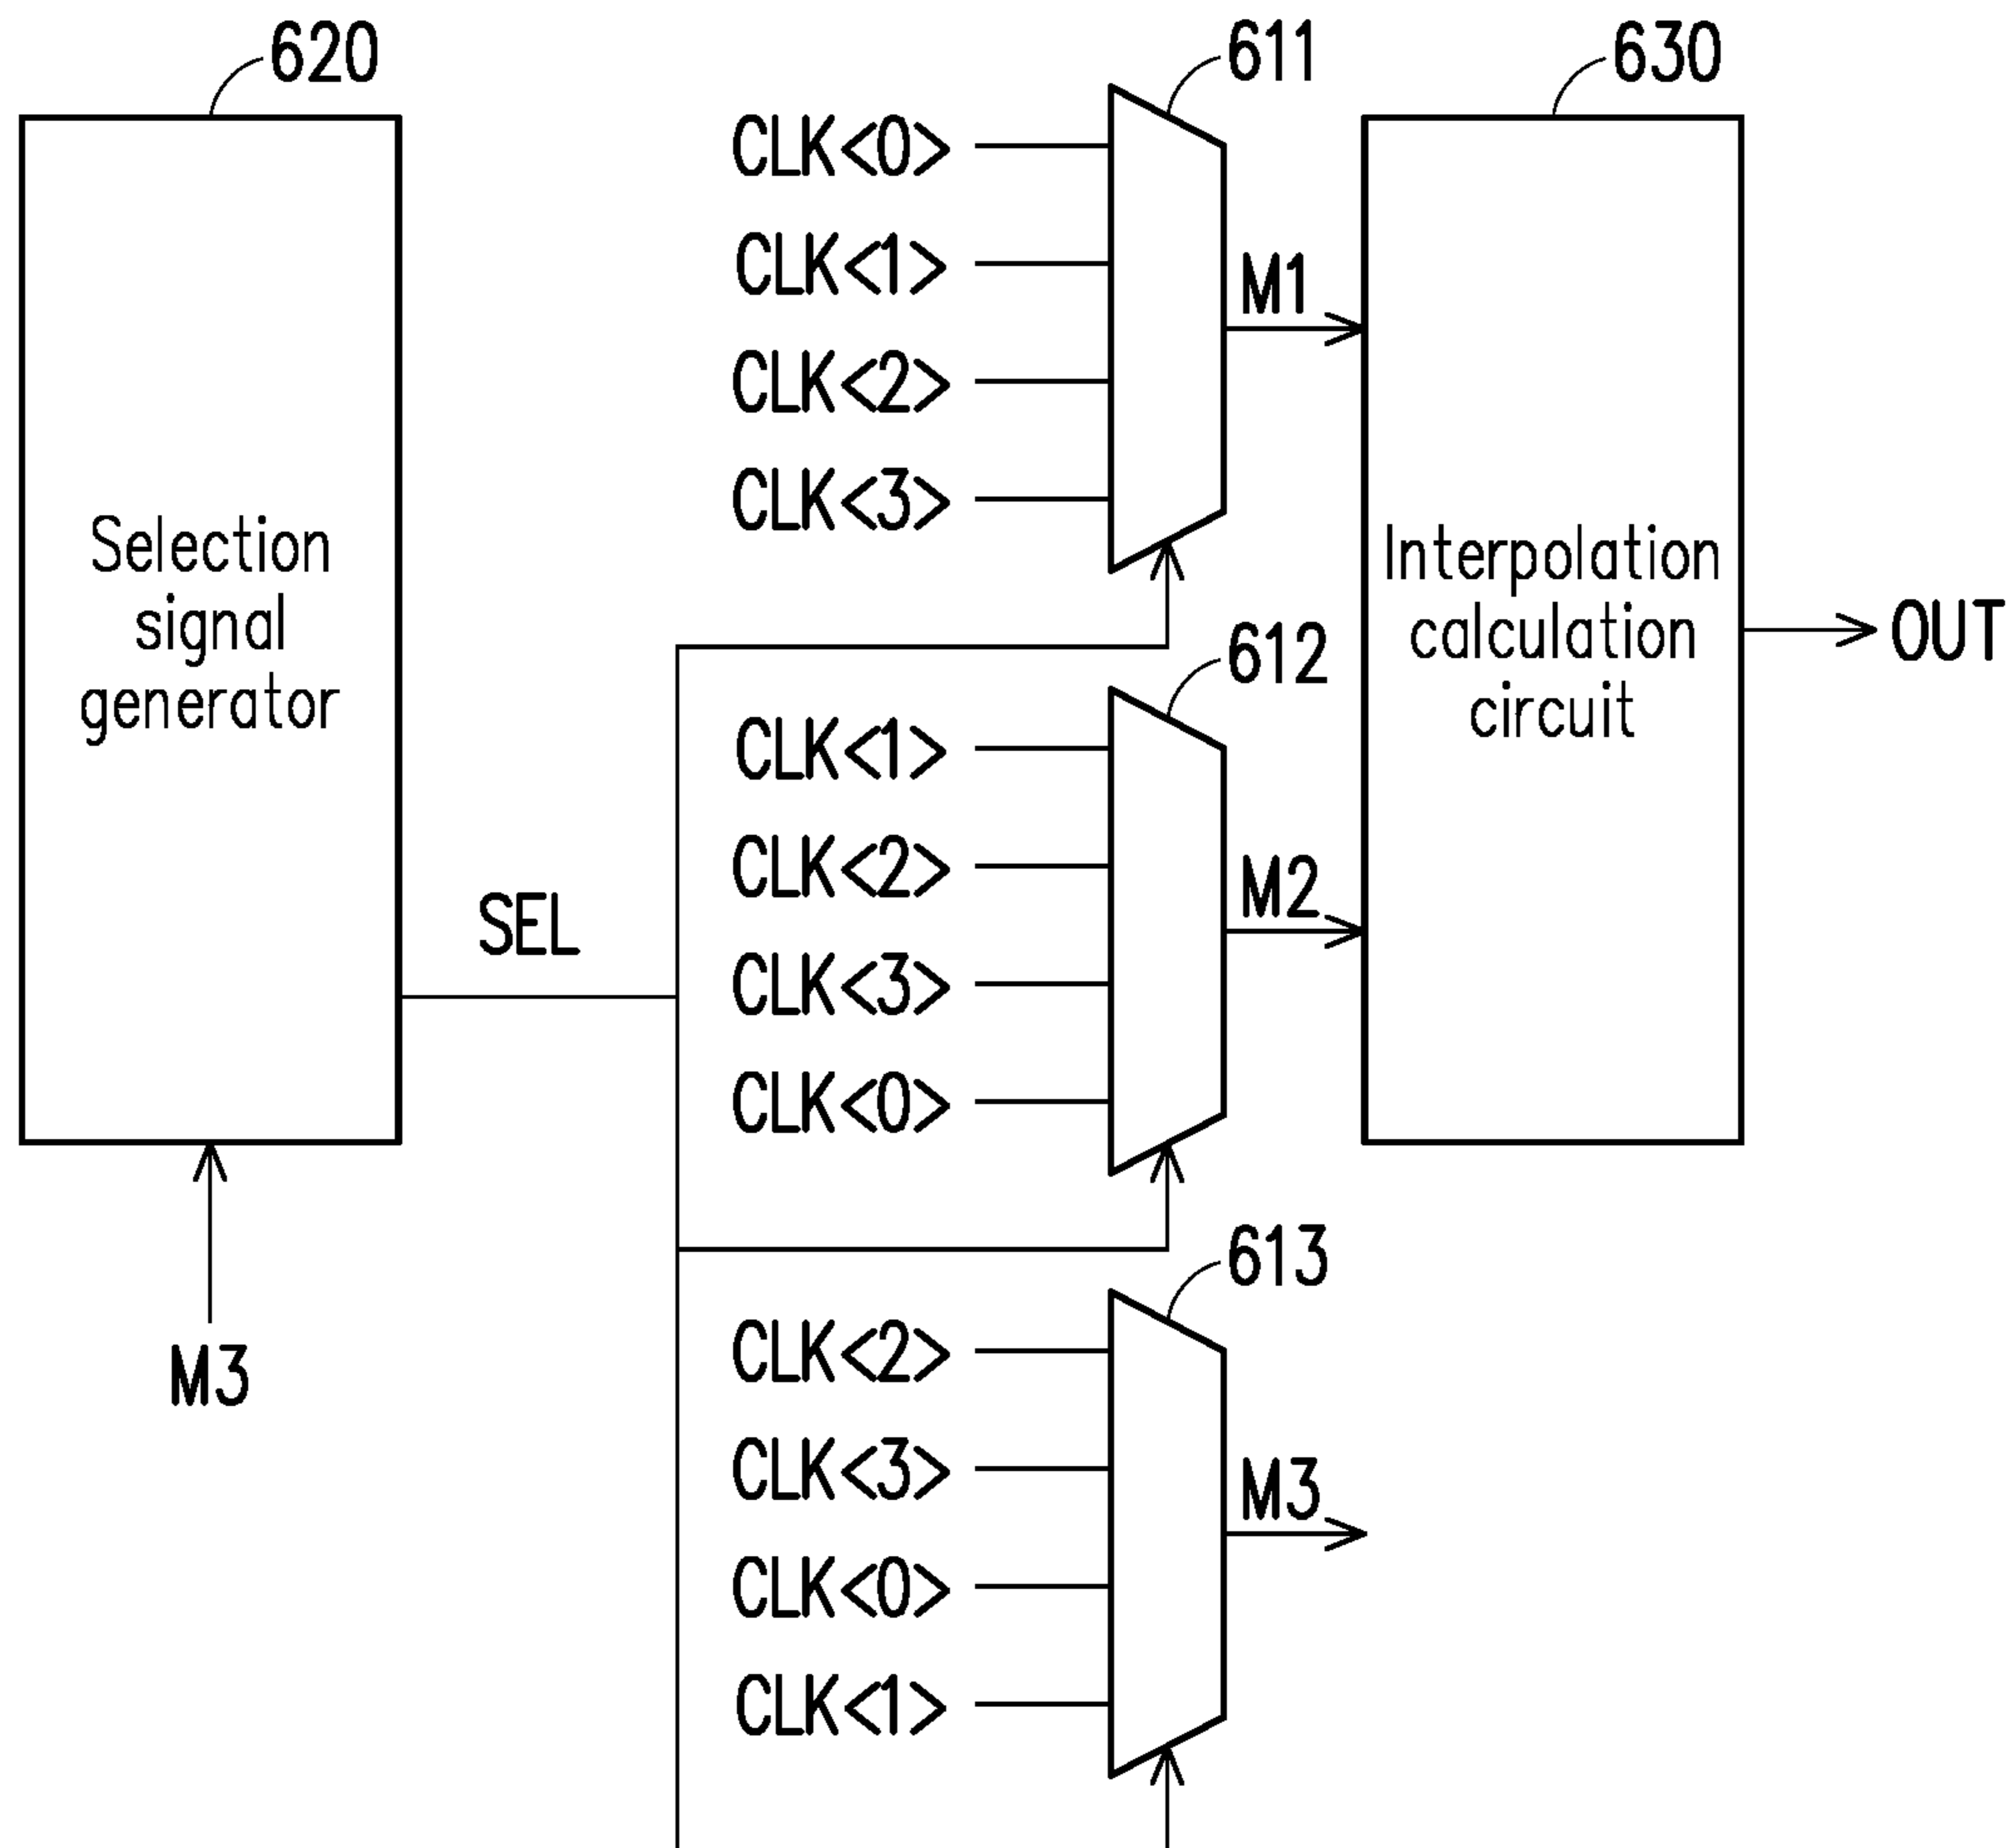 620
611
630
CLK<0>
CLK<1>
CLK<2>
CLK<3>
M1
Selection
signal
generator
Interpolation
calculation
circuit
OUT
612
CLK<1>
CLK<2>
CLK<3>
CLK<0>
M2
SEL
613
M3
CLK<2>
CLK<3>
CLK<0>
CLK<1>
M3